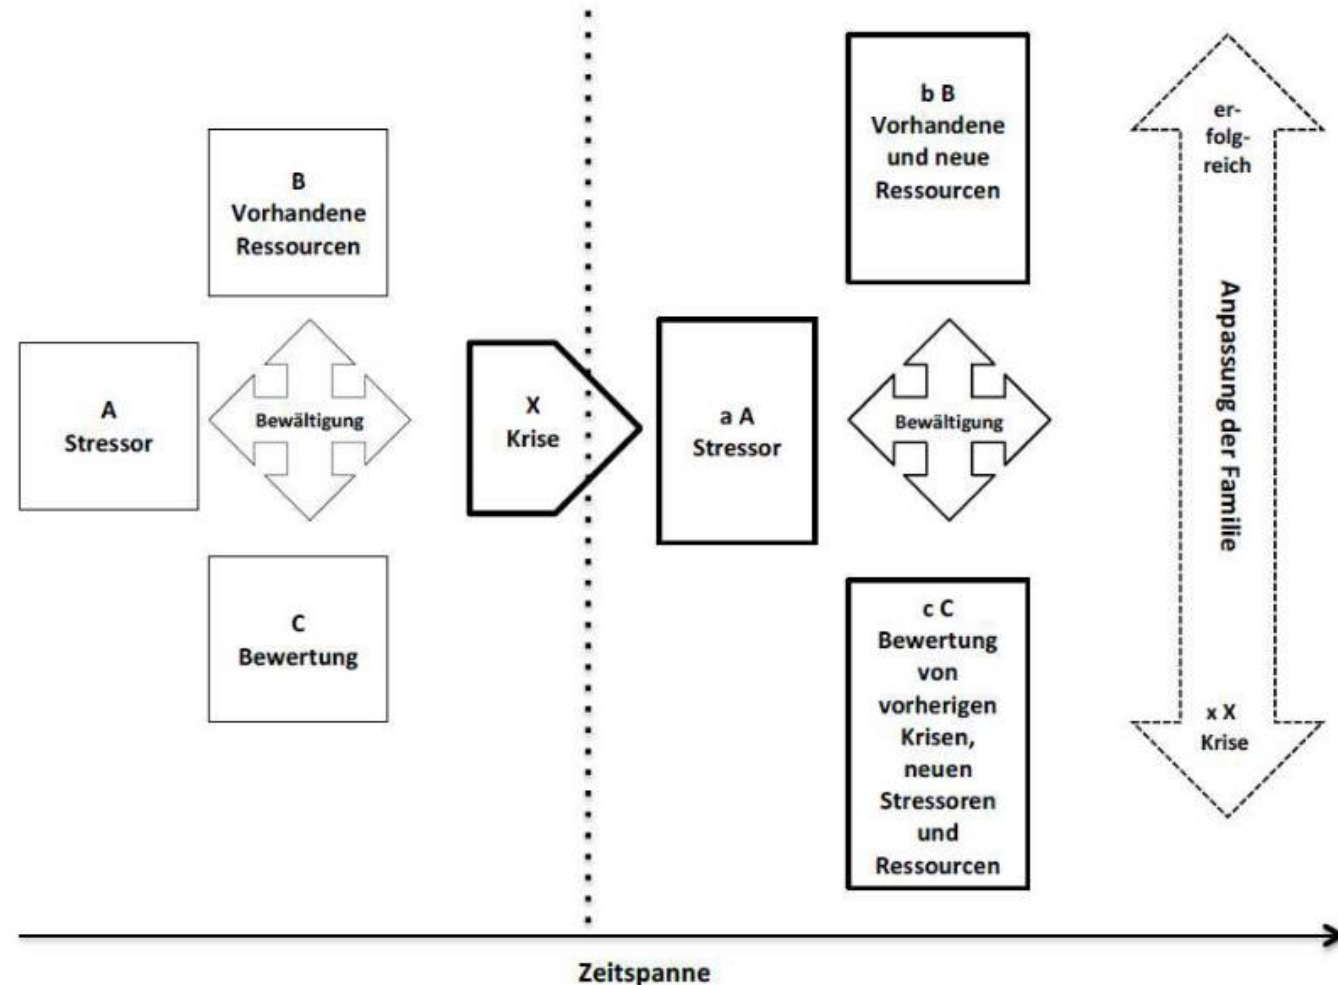 B
Vorhandene
Ressourcen
A
Stressor
Bewältigung
C
Bewertung
X
Krise
a A
Stressor
b B
Vorhandene
und neue
Ressourcen
Bewältigung
c C
Bewertung
von
vorherigen
Krisen,
neuen
Stressoren
und
Ressourcen
er-
folg-
reich
Anpassung der Familie
x X
Krise
Zeitspanne